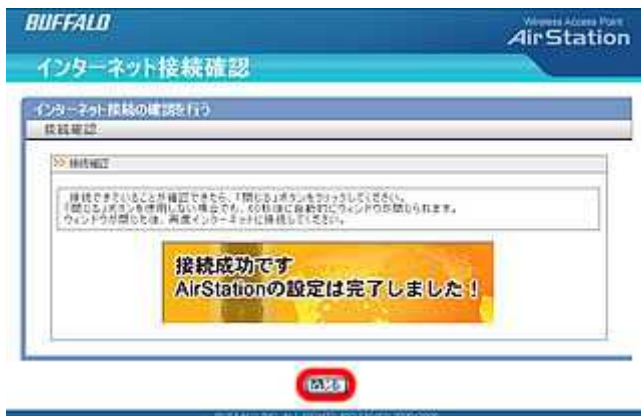 BUFFALO
Wireless Access Point
AirStation
インターネット接続確認
インターネット接続の確認を行う
接続確認
>> 接続確認
接続できていることが確認できたら、「閉じる」ボタンをクリックしてください。
「閉じる」ボタンを使用しない場合でも、60秒後に自動的にウィンドウが閉じられます。
ウィンドウが閉じた後、再度インターネットに接続してください。
接続成功です
AirStationの設定は完了しました！
閉じる